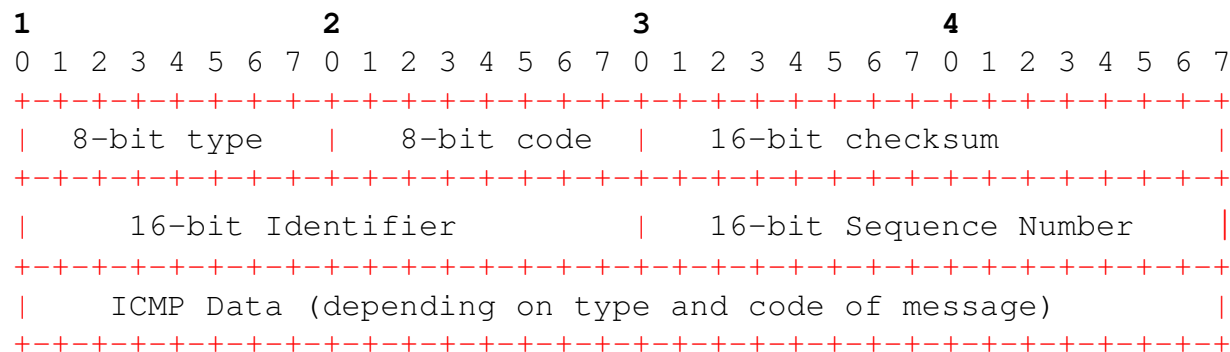 1 2 3 4
0 1 2 3 4 5 6 7 0 1 2 3 4 5 6 7 0 1 2 3 4 5 6 7 0 1 2 3 4 5 6 7
+-+-+-+-+-+-+-+-+-+-+-+-+-+-+-+-+-+-+-+-+-+-+-+-+-+-+-+-+-+-+-+-+
| 8-bit type | 8-bit code | 16-bit checksum |
+-+-+-+-+-+-+-+-+-+-+-+-+-+-+-+-+-+-+-+-+-+-+-+-+-+-+-+-+-+-+-+-+
| 16-bit Identifier | 16-bit Sequence Number |
+-+-+-+-+-+-+-+-+-+-+-+-+-+-+-+-+-+-+-+-+-+-+-+-+-+-+-+-+-+-+-+-+
| ICMP Data (depending on type and code of message) |
+-+-+-+-+-+-+-+-+-+-+-+-+-+-+-+-+-+-+-+-+-+-+-+-+-+-+-+-+-+-+-+-+